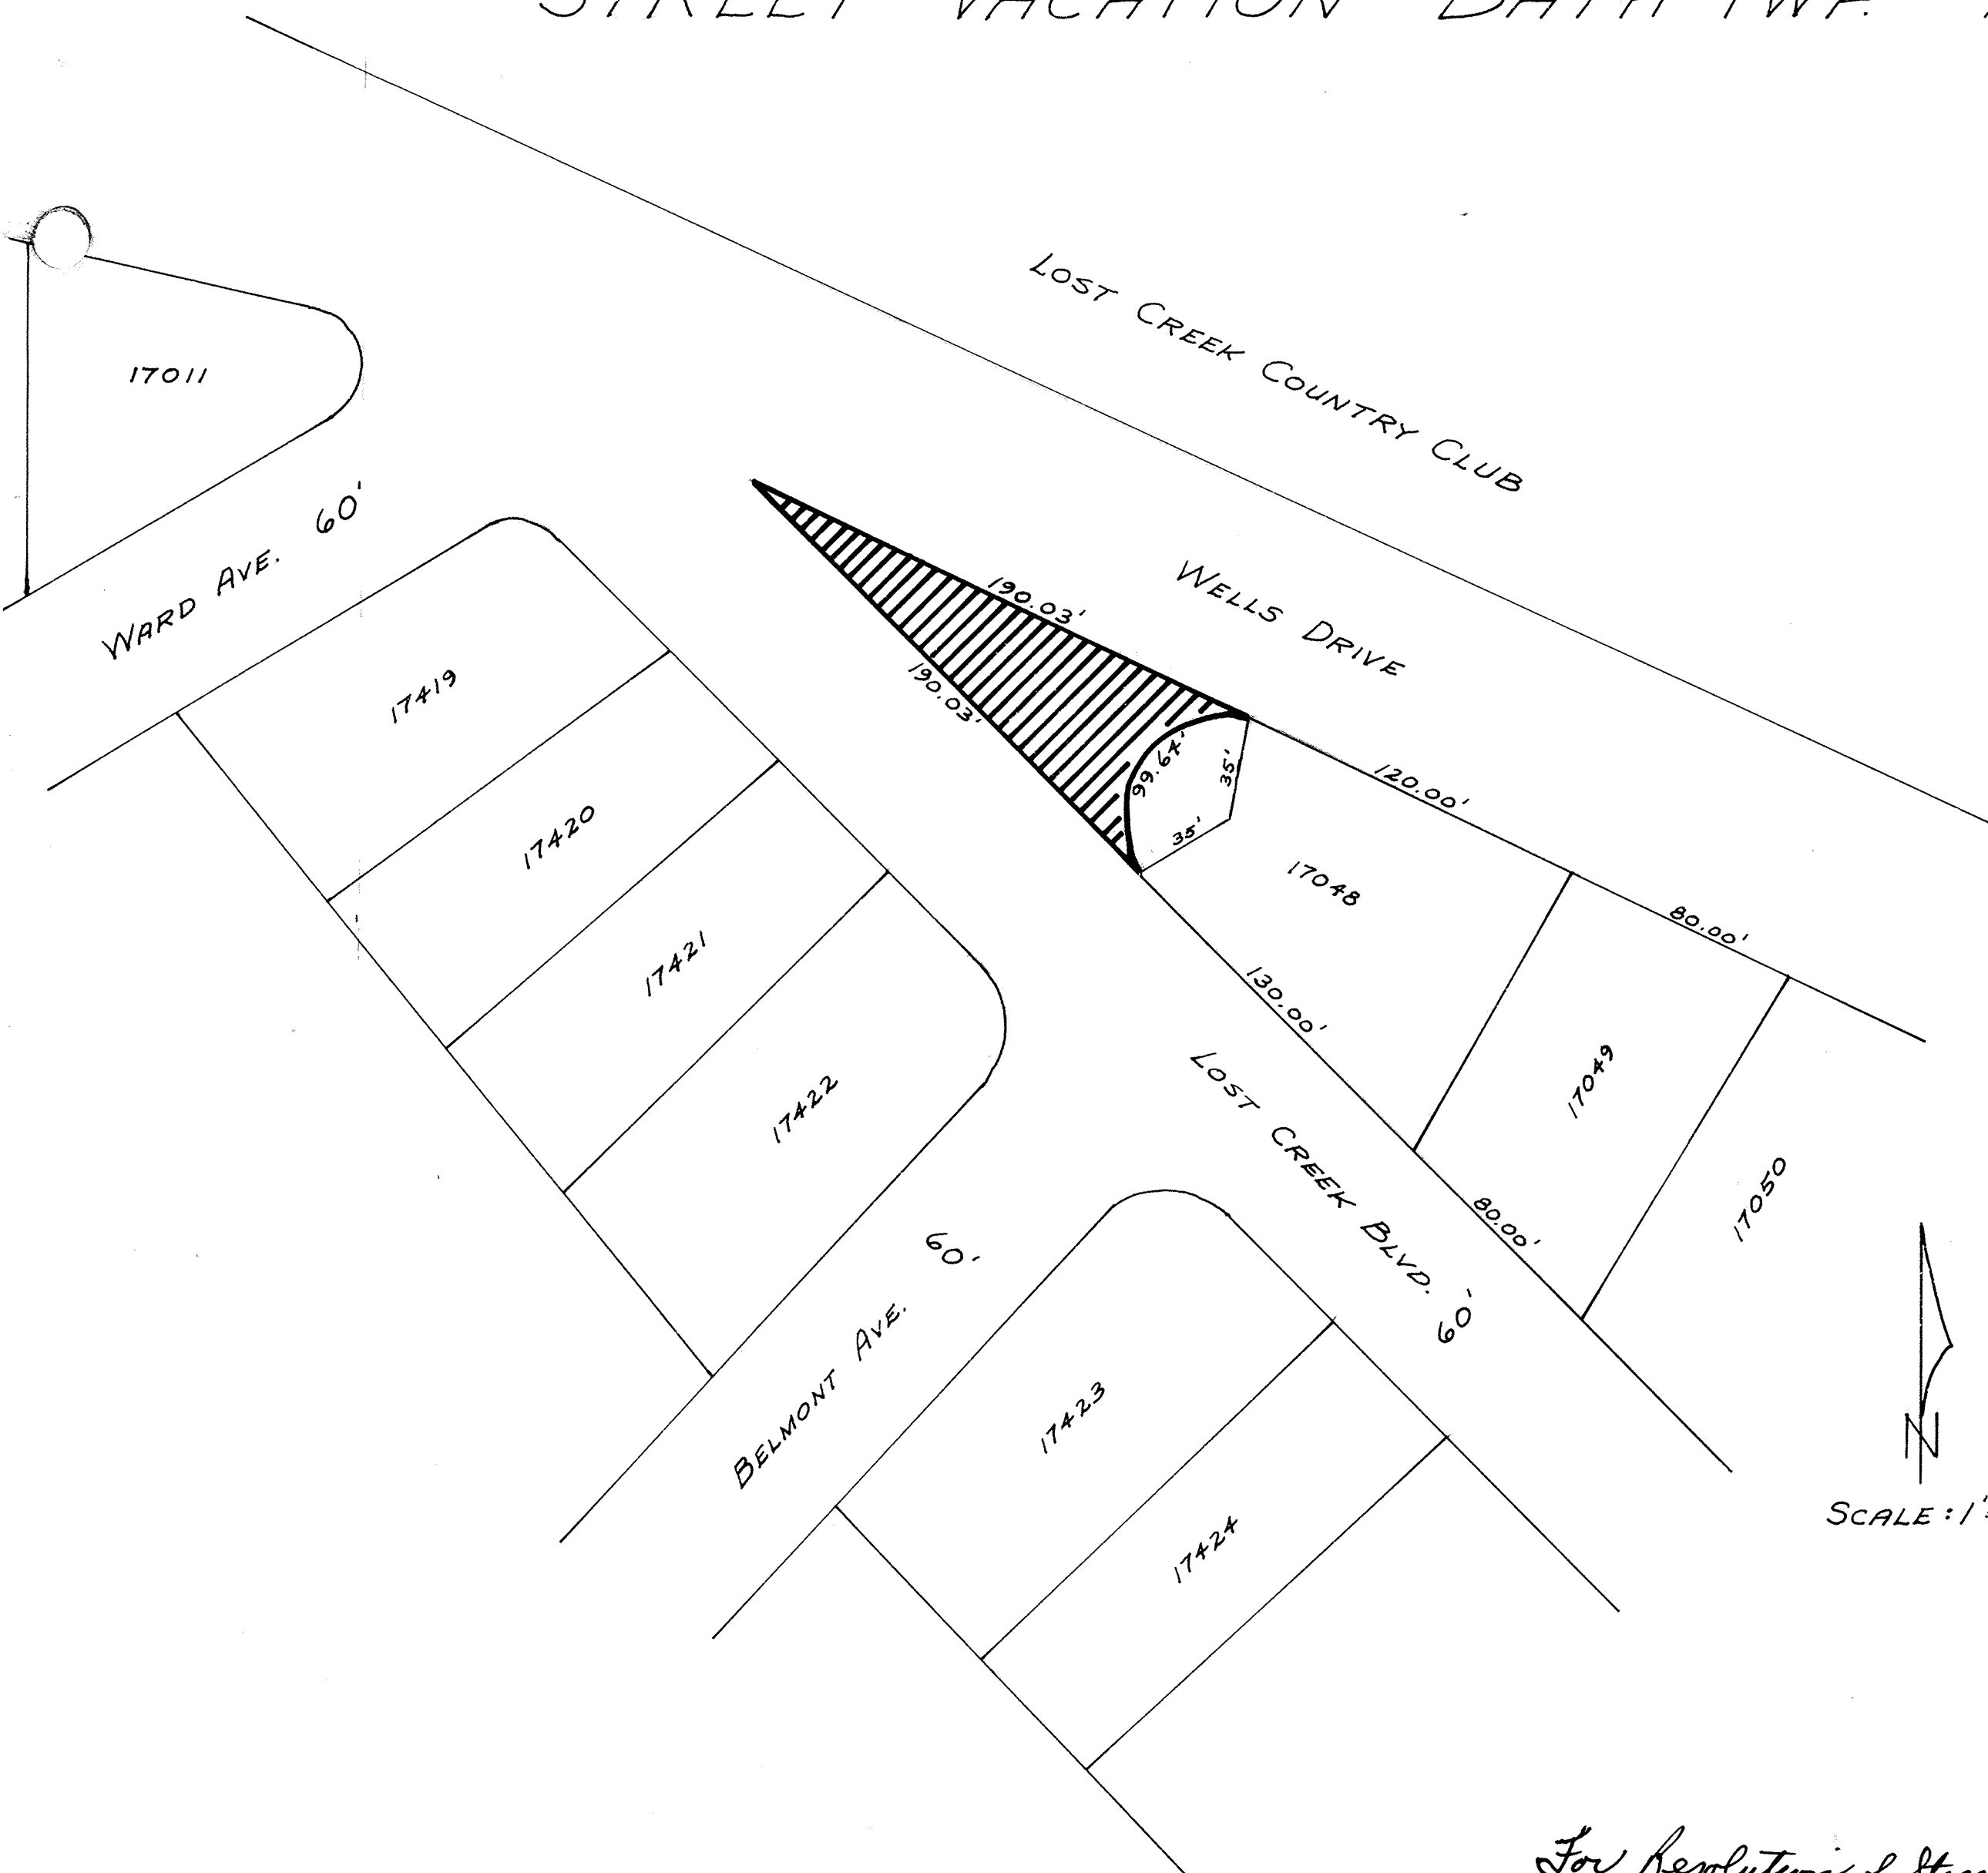 STREET VACATION BATH TWP.
LOST CREEK COUNTRY CLUB
17011
WARD AVE. 60'
WELLS DRIVE
190.03'
190.03'
99.64'
35'
35'
120.00'
17419
17420
17421
17422
17048
80.00'
130.00'
17049
17050
LOST CREEK BLVD. 60'
80.00'
60'
BELMONT AVE.
17423
17424
N
SCALE: 1"
For Resolution of